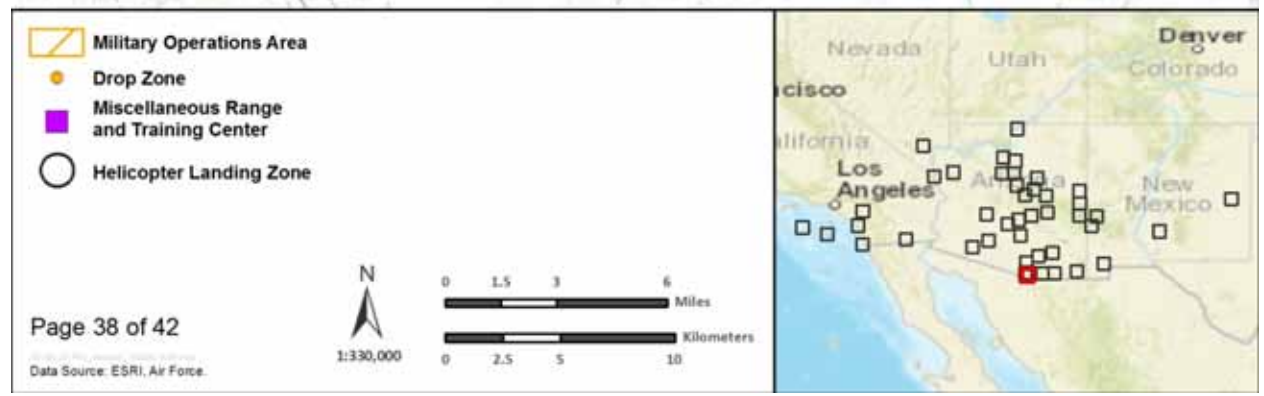 Military Operations Area
Drop Zone
Miscellaneous Range
and Training Center
Helicopter Landing Zone
Page 38 of 42
Data Source: ESRI, Air Force.
N
1:330,000
0 1.5 3 6
Miles
Kilometers
0 2.5 5 10
Denver
Nevada
Utah
Colorado
cisco
alifornia
Los
Angeles
New
Mexico